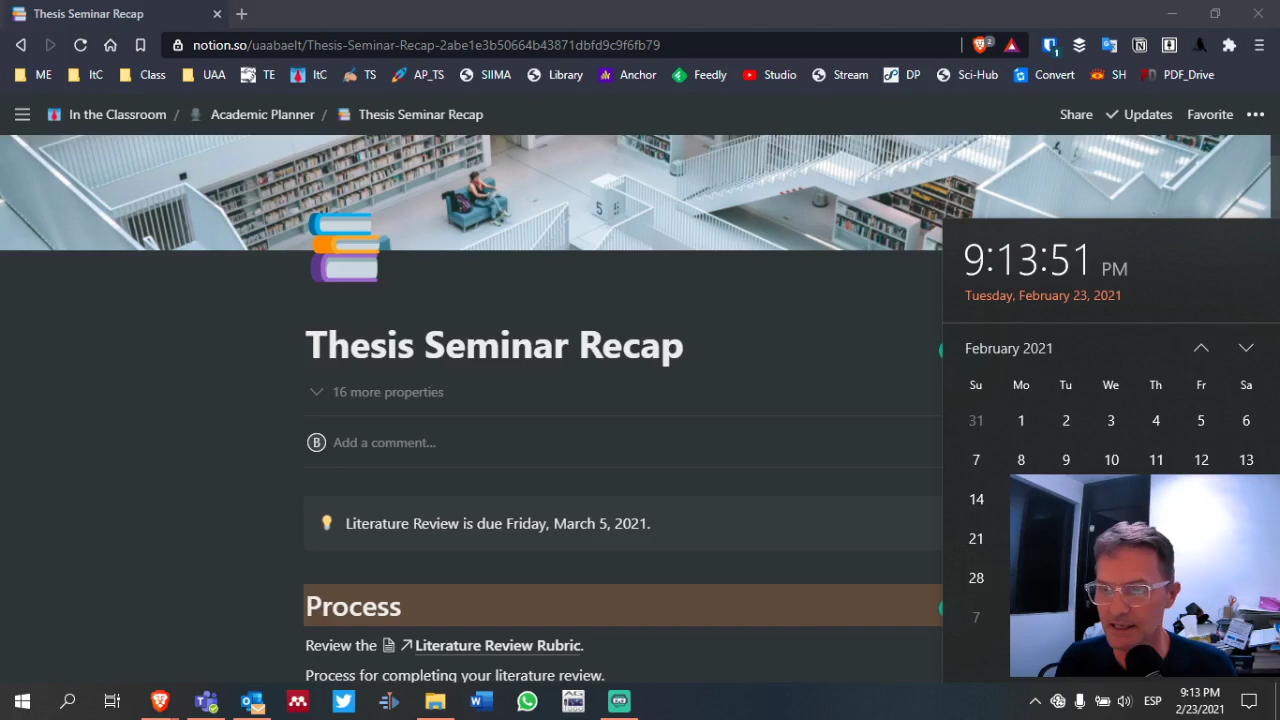 Thesis Seminar Recap
notion.so/uaabaelt/Thesis-Seminar-Recap-2abe1e3b50664b43871dbfd9c9f6fb79
2
1
ME
ItC
Class
UAA
TE
ItC
TS
AP_TS
SIIMA
Library
Anchor
Feedly
Studio
Stream
DP
Sci-Hub
Convert
SH
PDF_Drive
In the Classroom / Academic Planner / Thesis Seminar Recap
Share
Updates
Favorite
5
Thesis Seminar Recap
16 more properties
B
Add a comment...
Literature Review is due Friday, March 5, 2021.
Process
Review the Literature Review Rubric.
Process for completing your literature review.
9:13:51 PM
Tuesday, February 23, 2021
February 2021
Su Mo Tu We Th Fr Sa
31 1 2 3 4 5 6
7 8 9 10 11 12 13
14
21
28
7
ESP
9:13 PM
2/23/2021